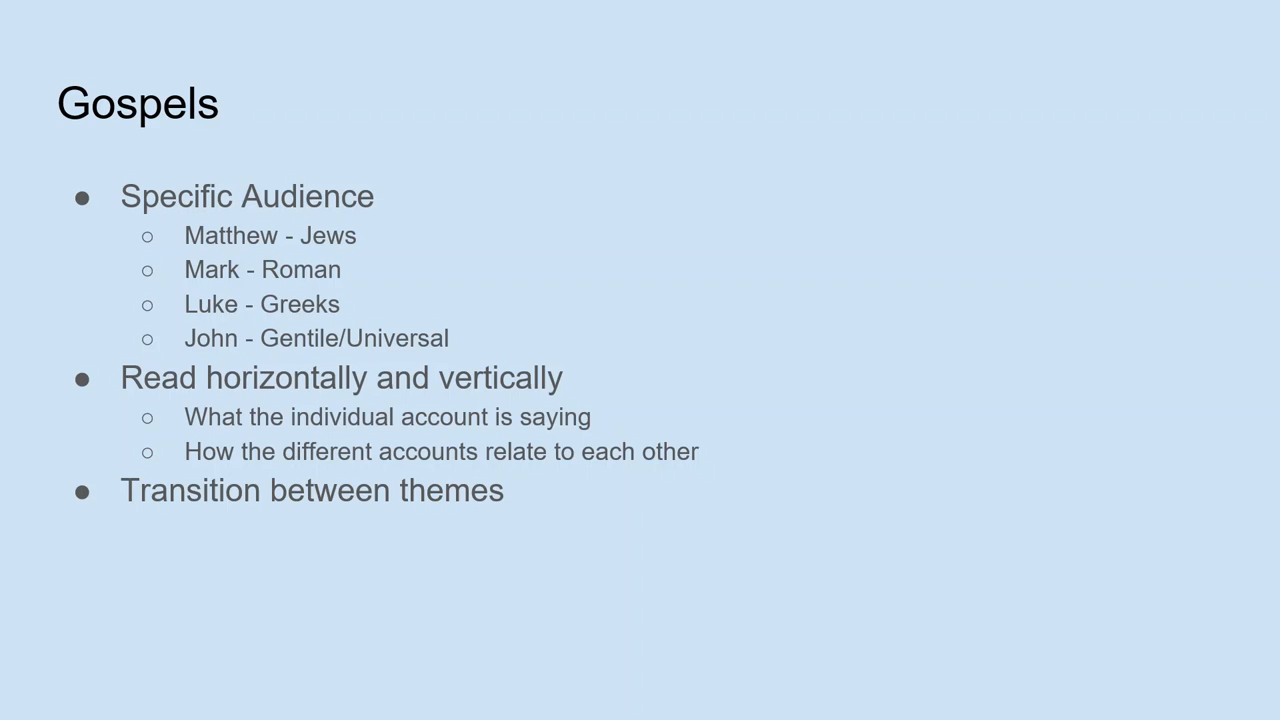 Gospels
● Specific Audience
○ Matthew - Jews
○ Mark - Roman
○ Luke - Greeks
○ John - Gentile/Universal
● Read horizontally and vertically
○ What the individual account is saying
○ How the different accounts relate to each other
● Transition between themes